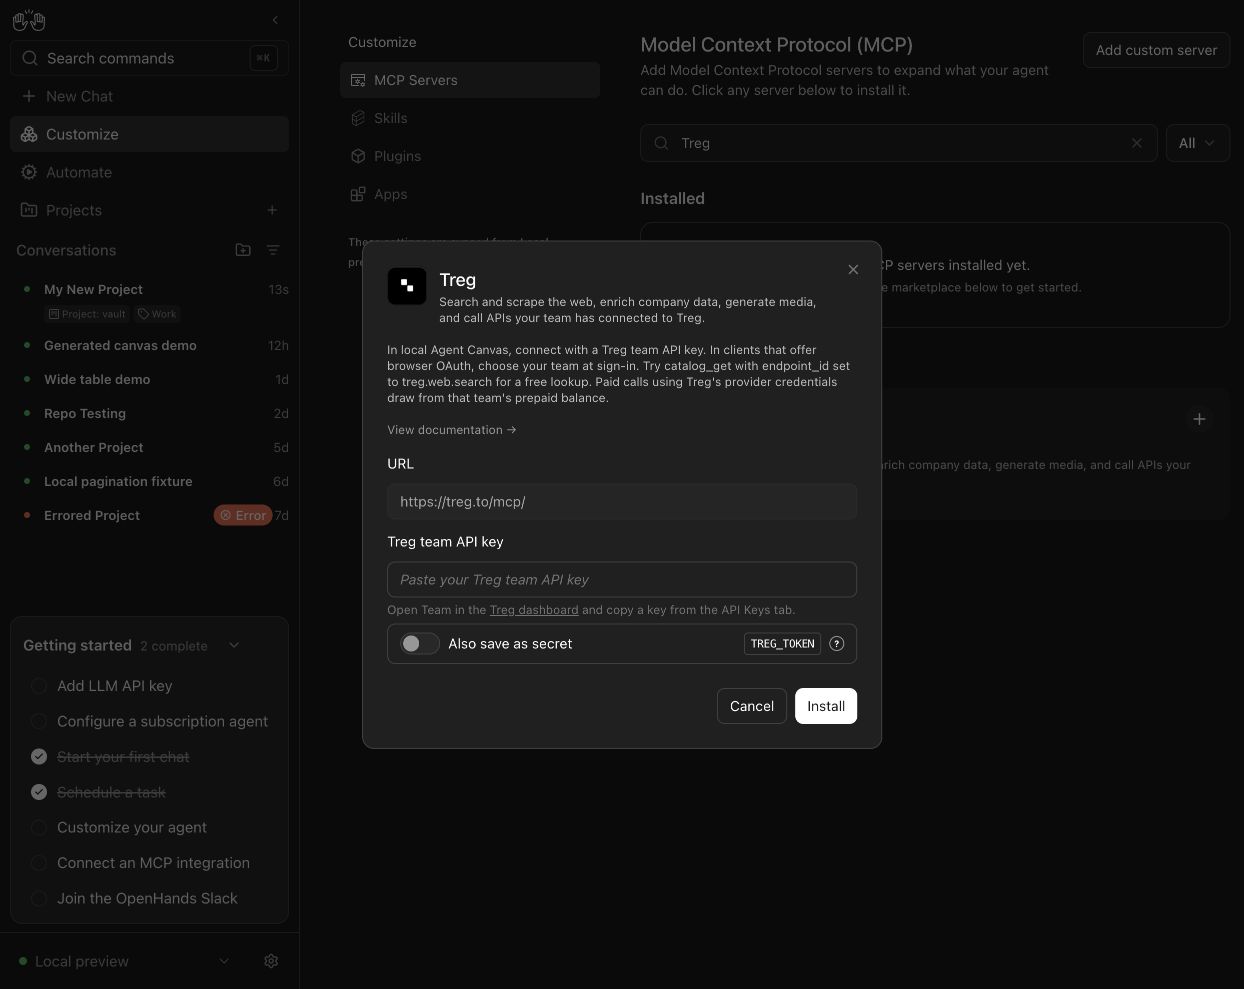 Search commands
⌘K
New Chat
Customize
Automate
Projects
Conversations
My New Project
13s
Project: vault
Work
Generated canvas demo
12h
Wide table demo
1d
Repo Testing
2d
Another Project
5d
Local pagination fixture
6d
Errored Project
Error
7d
Getting started
2 complete
Add LLM API key
Configure a subscription agent
Start your first chat
Schedule a task
Customize your agent
Connect an MCP integration
Join the OpenHands Slack
Local preview
Customize
MCP Servers
Skills
Plugins
Apps
Model Context Protocol (MCP)
Add Model Context Protocol servers to expand what your agent
can do. Click any server below to install it.
Add custom server
Treg
All
Installed
P servers installed yet.
e marketplace below to get started.
rich company data, generate media, and call APIs your
Treg
Search and scrape the web, enrich company data, generate media,
and call APIs your team has connected to Treg.
In local Agent Canvas, connect with a Treg team API key. In clients that offer
browser OAuth, choose your team at sign-in. Try catalog_get with endpoint_id set
to treg.web.search for a free lookup. Paid calls using Treg's provider credentials
draw from that team's prepaid balance.
View documentation →
URL
https://treg.to/mcp/
Treg team API key
Paste your Treg team API key
Open Team in the Treg dashboard and copy a key from the API Keys tab.
Also save as secret
TREG_TOKEN
?
Cancel
Install